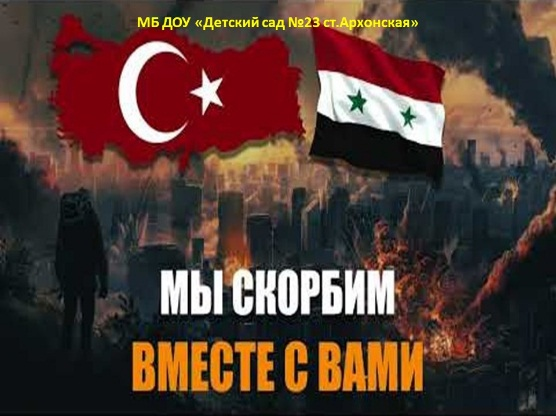 МБ ДОУ «Детский сад №23 ст.Архонская»
МЫ СКОРБИМ
ВМЕСТЕ С ВАМИ